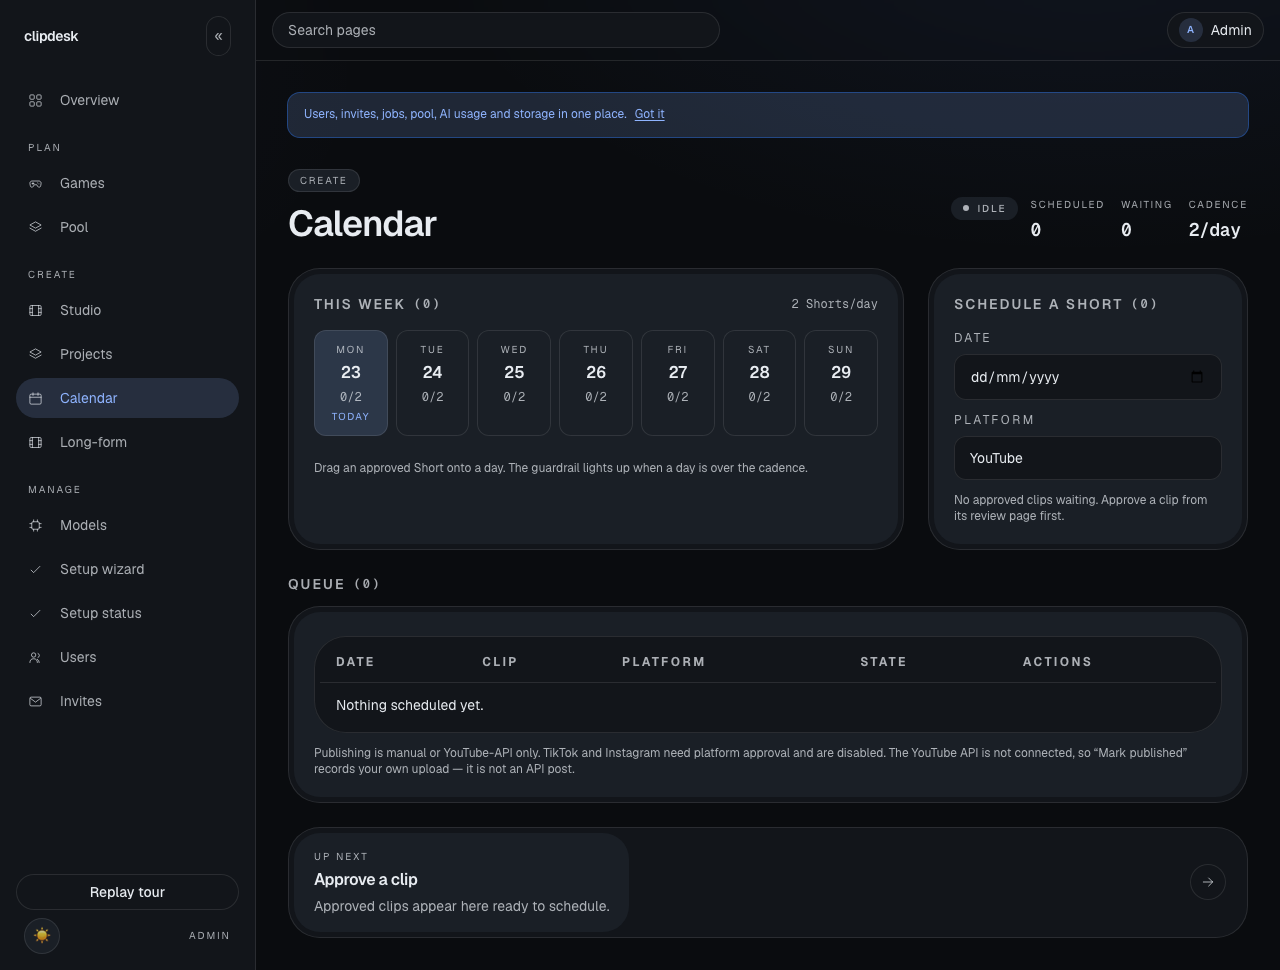 clipdesk
«
Search pages
A Admin
Overview
PLAN
Games
Pool
CREATE
Studio
Projects
Calendar
Long-form
MANAGE
Models
Setup wizard
Setup status
Users
Invites
Replay tour
ADMIN
Users, invites, jobs, pool, AI usage and storage in one place. Got it
CREATE
Calendar
IDLE
SCHEDULED
0
WAITING
0
CADENCE
2/day
THIS WEEK (0)
2 Shorts/day
MON
23
0/2
TODAY
TUE
24
0/2
WED
25
0/2
THU
26
0/2
FRI
27
0/2
SAT
28
0/2
SUN
29
0/2
Drag an approved Short onto a day. The guardrail lights up when a day is over the cadence.
SCHEDULE A SHORT (0)
DATE
dd/mm/yyyy
PLATFORM
YouTube
No approved clips waiting. Approve a clip from
its review page first.
QUEUE (0)
DATE CLIP PLATFORM STATE ACTIONS
Nothing scheduled yet.
Publishing is manual or YouTube-API only. TikTok and Instagram need platform approval and are disabled. The YouTube API is not connected, so “Mark published”
records your own upload — it is not an API post.
UP NEXT
Approve a clip
Approved clips appear here ready to schedule.